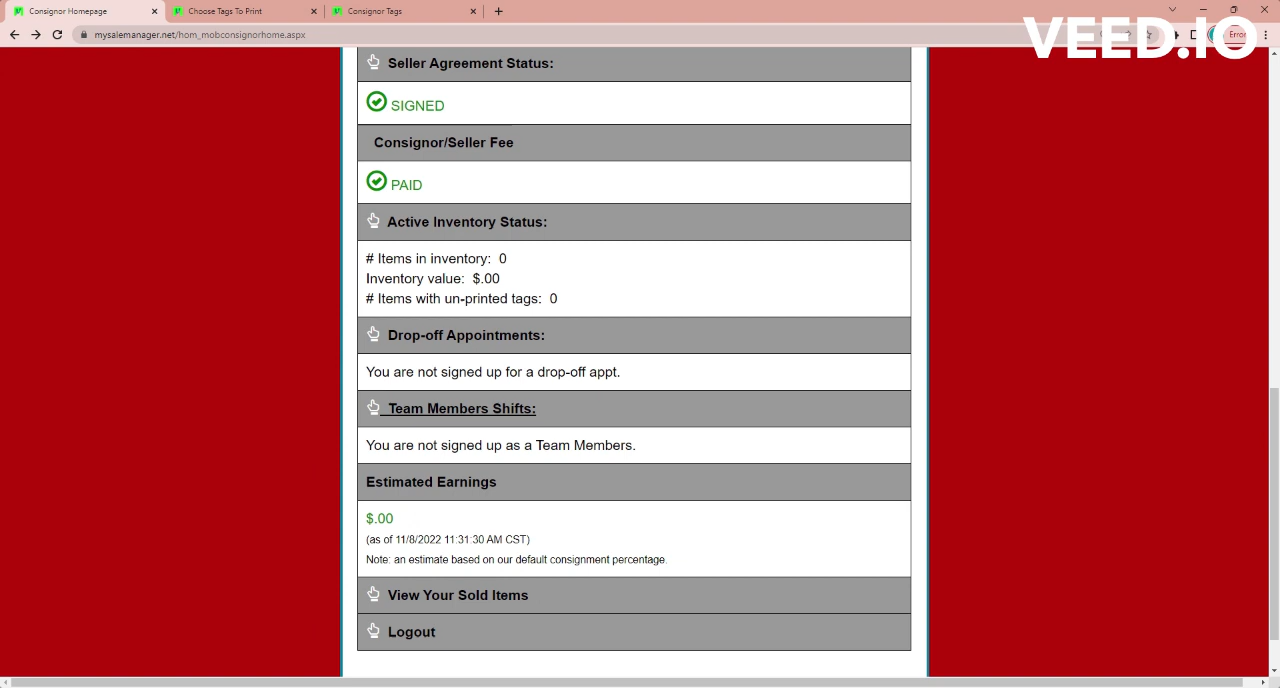 Consignor Homepage
Choose Tags To Print
Consignor Tags
mysalemanager.net/hom_mobconsignorhome.aspx
Error
VEED.IO
Seller Agreement Status:
SIGNED
Consignor/Seller Fee
PAID
Active Inventory Status:
# Items in inventory: 0
Inventory value: $.00
# Items with un-printed tags: 0
Drop-off Appointments:
You are not signed up for a drop-off appt.
Team Members Shifts:
You are not signed up as a Team Members.
Estimated Earnings
$.00
(as of 11/8/2022 11:31:30 AM CST)
Note: an estimate based on our default consignment percentage.
View Your Sold Items
Logout